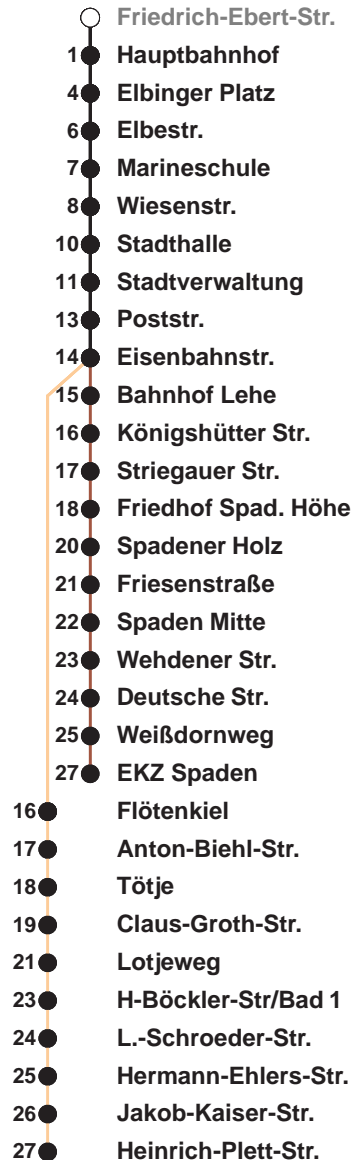 Friedrich-Ebert-Str.
1 Hauptbahnhof
4 Elbinger Platz
6 Elbestr.
7 Marineschule
8 Wiesenstr.
10 Stadthalle
11 Stadtverwaltung
13 Poststr.
14 Eisenbahnstr.
15 Bahnhof Lehe
16 Königshütter Str.
17 Striegauer Str.
18 Friedhof Spad. Höhe
20 Spadener Holz
21 Friesenstraße
22 Spaden Mitte
23 Wehdener Str.
24 Deutsche Str.
25 Weißdornweg
27 EKZ Spaden
16 Flötenkiel
17 Anton-Biehl-Str.
18 Tötje
19 Claus-Groth-Str.
21 Lotjeweg
23 H-Böckler-Str/Bad 1
24 L.-Schroeder-Str.
25 Hermann-Ehlers-Str.
26 Jakob-Kaiser-Str.
27 Heinrich-Plett-Str.